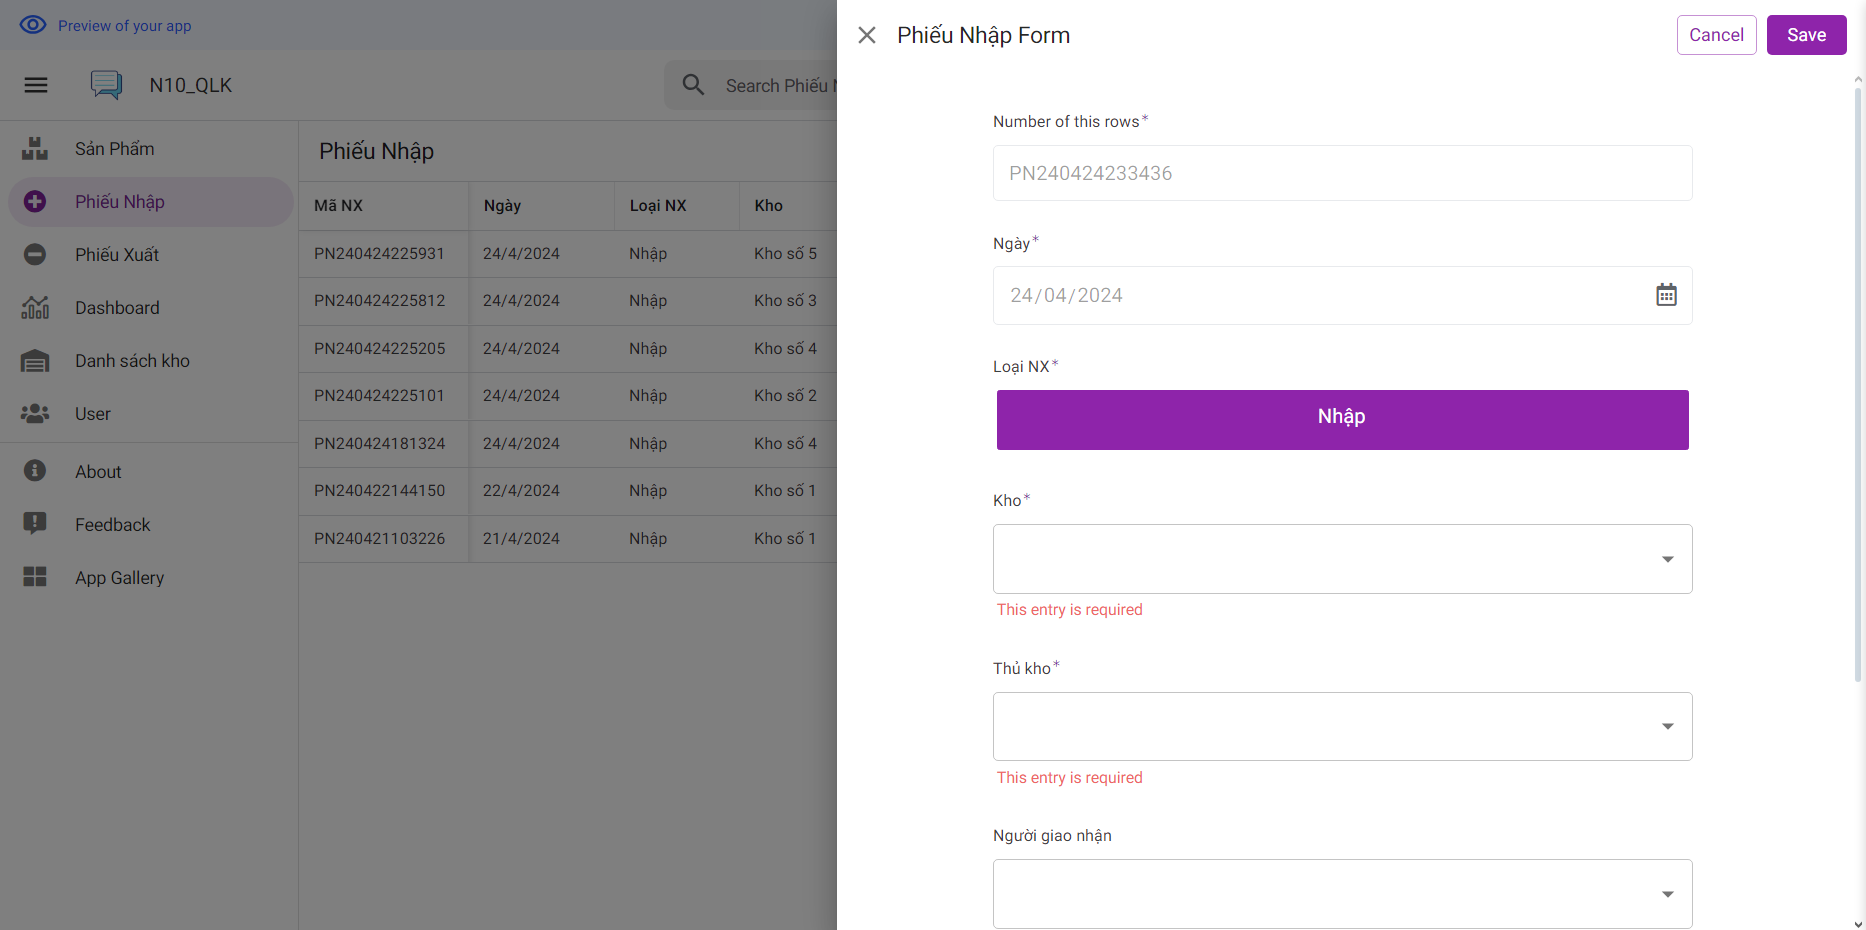 Preview of your app
N10_QLK
Search Phiếu N
Sản Phẩm
Phiếu Nhập
Phiếu Xuất
Dashboard
Danh sách kho
User
About
Feedback
App Gallery
Phiếu Nhập
Mã NX Ngày Loại NX Kho
PN240424225931 24/4/2024 Nhập Kho số 5
PN240424225812 24/4/2024 Nhập Kho số 3
PN240424225205 24/4/2024 Nhập Kho số 4
PN240424225101 24/4/2024 Nhập Kho số 2
PN240424181324 24/4/2024 Nhập Kho số 4
PN240422144150 22/4/2024 Nhập Kho số 1
PN240421103226 21/4/2024 Nhập Kho số 1
Phiếu Nhập Form
Cancel
Save
Number of this rows*
PN240424233436
Ngày*
24/04/2024
Loại NX*
Nhập
Kho*
This entry is required
Thủ kho*
This entry is required
Người giao nhận